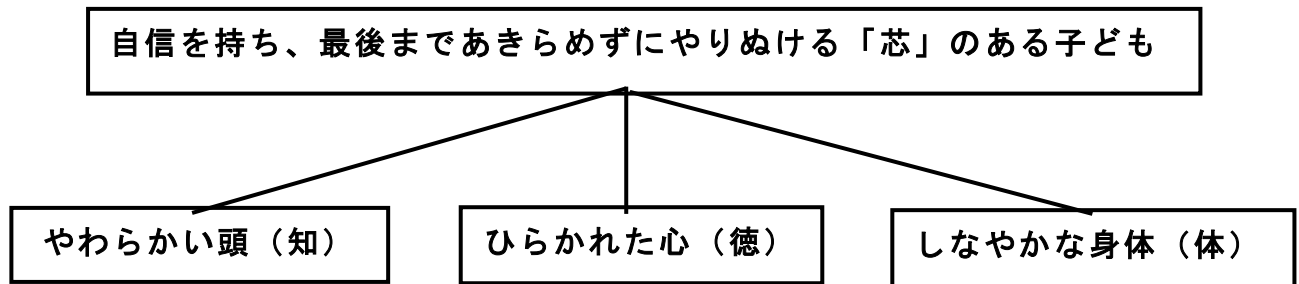 自信を持ち、最後まであきらめずにやりぬける「芯」のある子ども
やわらかい頭（知）
ひらかれた心（徳）
しなやかな身体（体）